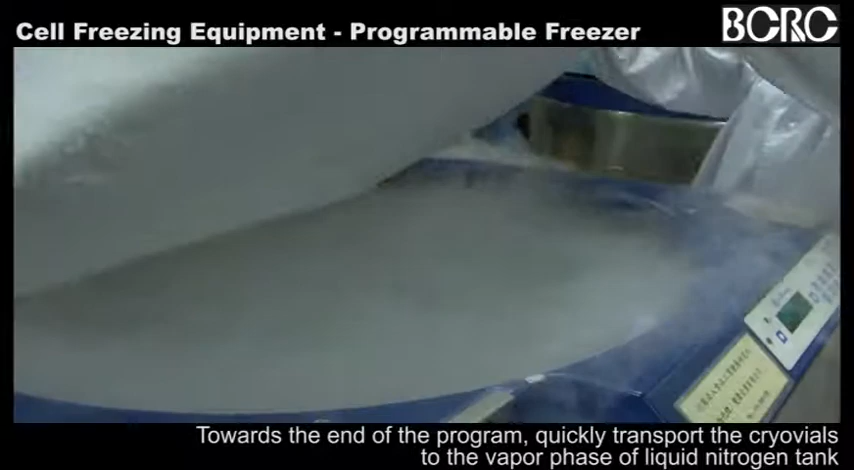 Cell Freezing Equipment - Programmable Freezer
BCRC
Towards the end of the program, quickly transport the cryovials
to the vapor phase of liquid nitrogen tank